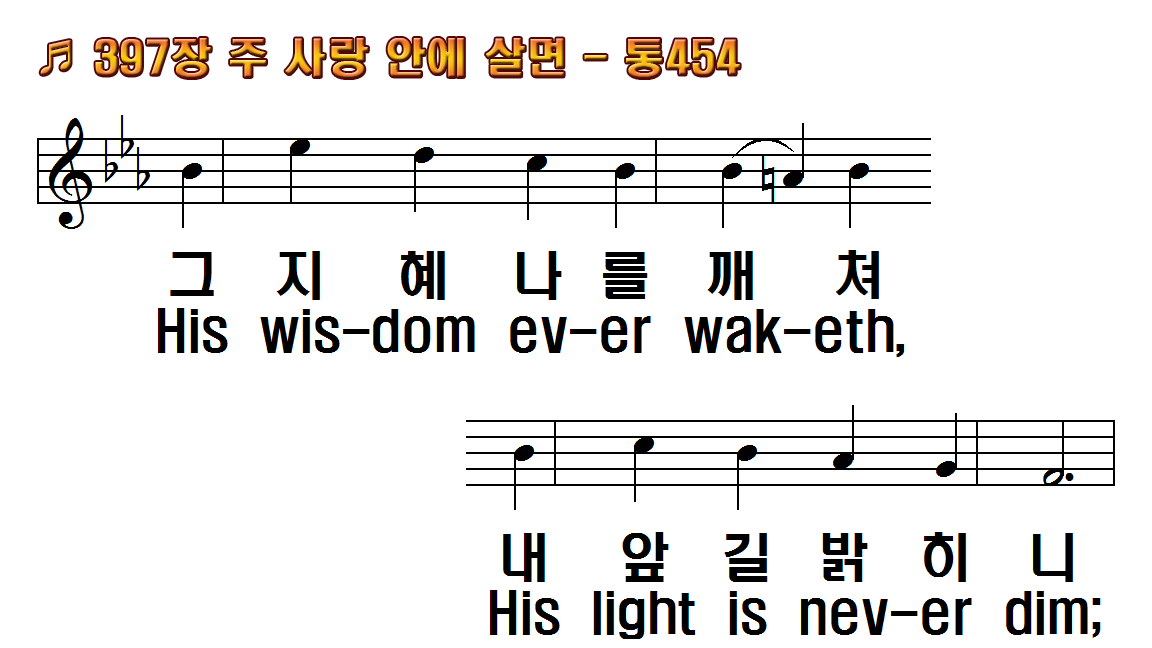 ♬ 397장 주 사랑 안에 살면 - 통454
그 지 혜 나 를 깨 쳐
His wis-dom ev-er wak-eth,
내 앞 길 밝 히 니
His light is nev-er dim;